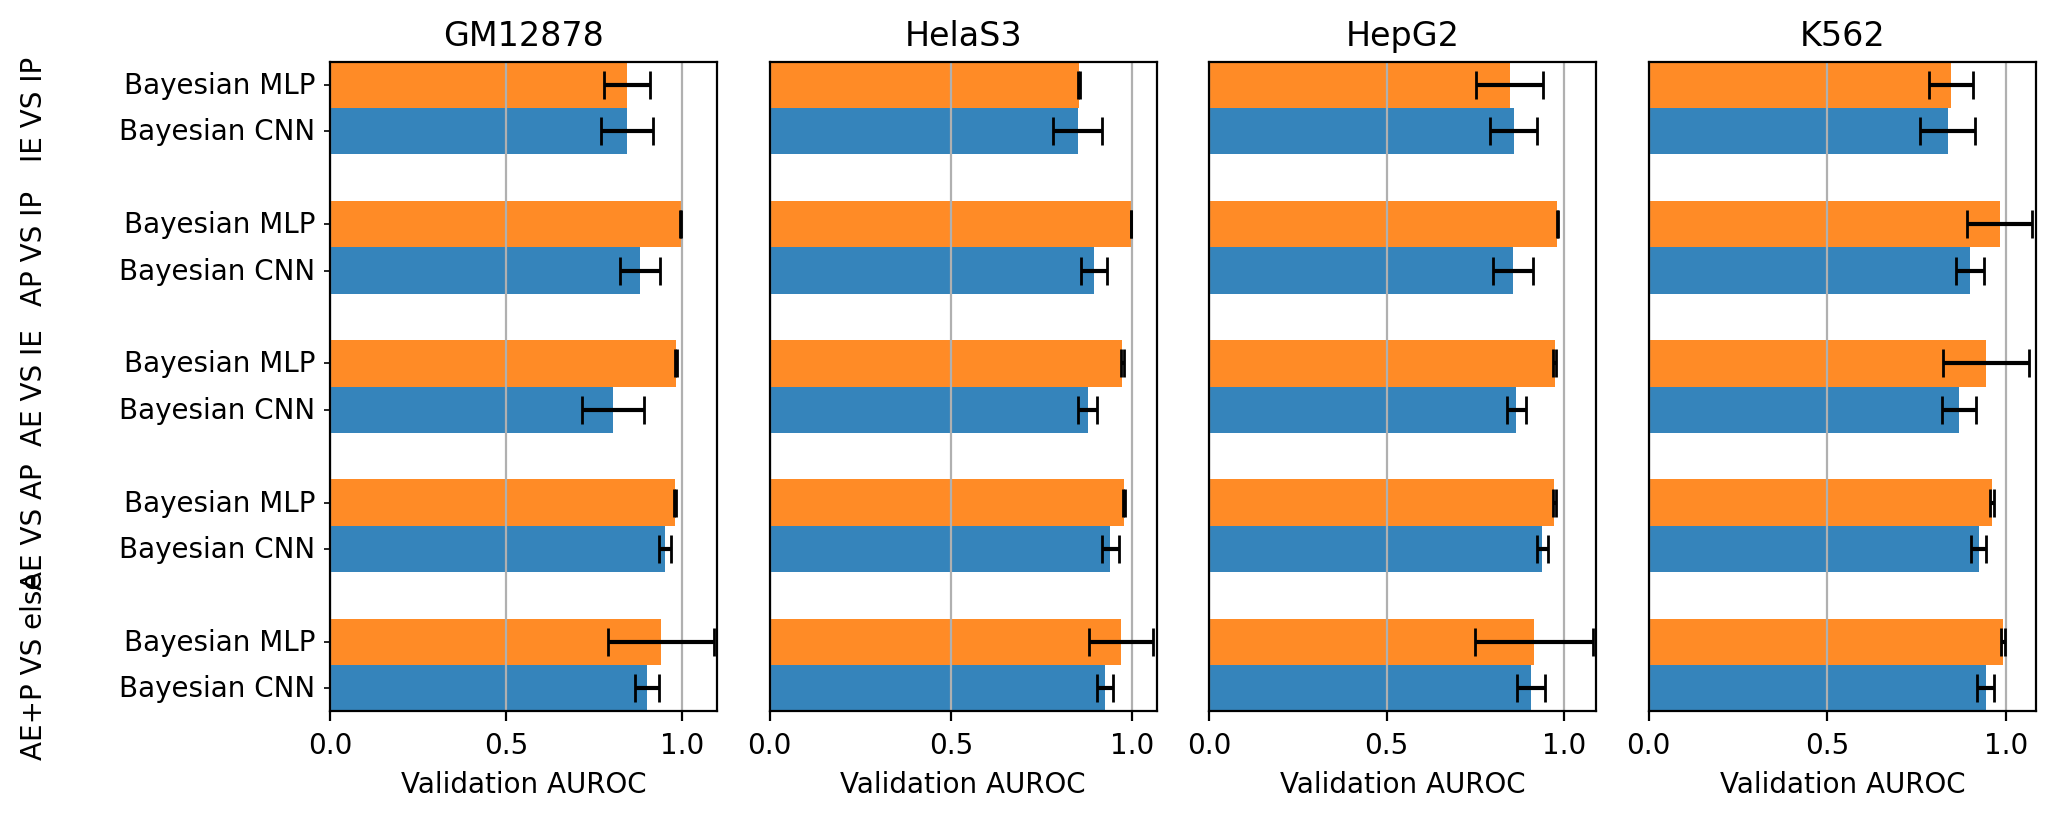 GM12878
HelaS3
HepG2
K562
IE VS IP
Bayesian MLP
Bayesian CNN
AP VS IP
Bayesian MLP
Bayesian CNN
AE VS IE
Bayesian MLP
Bayesian CNN
AE VS AP
Bayesian MLP
Bayesian CNN
AE+P VS else
Bayesian MLP
Bayesian CNN
0.0 0.5 1.0
0.0 0.5 1.0
0.0 0.5 1.0
0.0 0.5 1.0
Validation AUROC
Validation AUROC
Validation AUROC
Validation AUROC